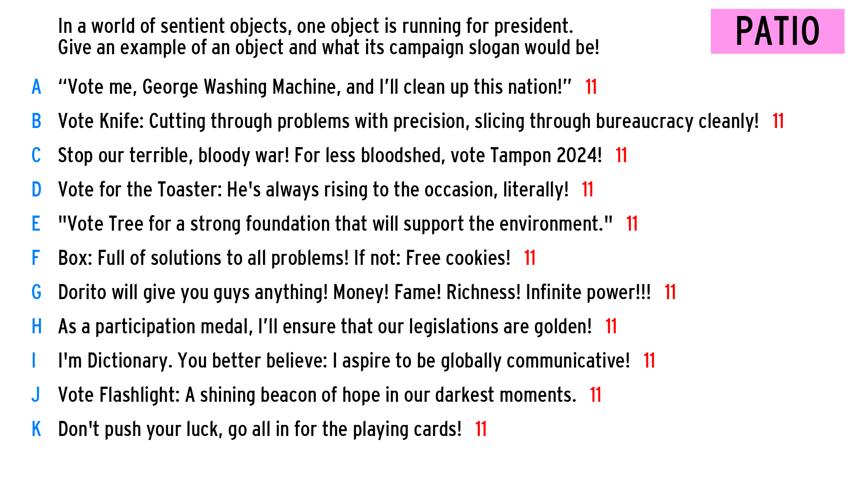 In a world of sentient objects, one object is running for president.
Give an example of an object and what its campaign slogan would be!
PATIO
A “Vote me, George Washing Machine, and I’ll clean up this nation!” 11
B Vote Knife: Cutting through problems with precision, slicing through bureaucracy cleanly! 11
C Stop our terrible, bloody war! For less bloodshed, vote Tampon 2024! 11
D Vote for the Toaster: He's always rising to the occasion, literally! 11
E "Vote Tree for a strong foundation that will support the environment." 11
F Box: Full of solutions to all problems! If not: Free cookies! 11
G Dorito will give you guys anything! Money! Fame! Richness! Infinite power!!! 11
H As a participation medal, I’ll ensure that our legislations are golden! 11
I I'm Dictionary. You better believe: I aspire to be globally communicative! 11
J Vote Flashlight: A shining beacon of hope in our darkest moments. 11
K Don't push your luck, go all in for the playing cards! 11